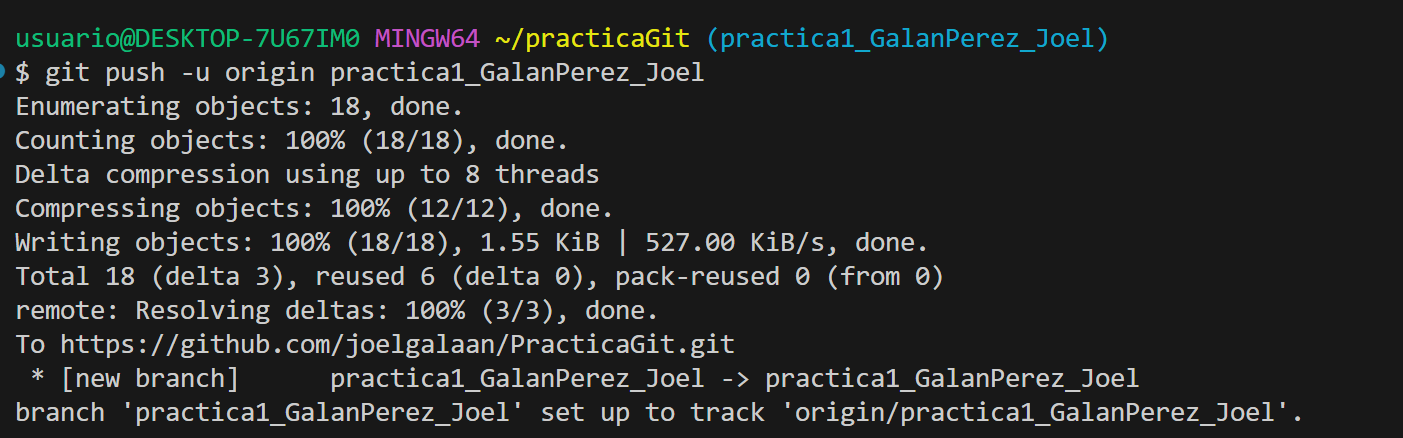 usuario@DESKTOP-7U67IM0 MINGW64 ~/practicaGit (practica1_GalanPerez_Joel)
$ git push -u origin practica1_GalanPerez_Joel
Enumerating objects: 18, done.
Counting objects: 100% (18/18), done.
Delta compression using up to 8 threads
Compressing objects: 100% (12/12), done.
Writing objects: 100% (18/18), 1.55 KiB | 527.00 KiB/s, done.
Total 18 (delta 3), reused 6 (delta 0), pack-reused 0 (from 0)
remote: Resolving deltas: 100% (3/3), done.
To https://github.com/joelgalaan/PracticaGit.git
 * [new branch]      practica1_GalanPerez_Joel -> practica1_GalanPerez_Joel
branch 'practica1_GalanPerez_Joel' set up to track 'origin/practica1_GalanPerez_Joel'.